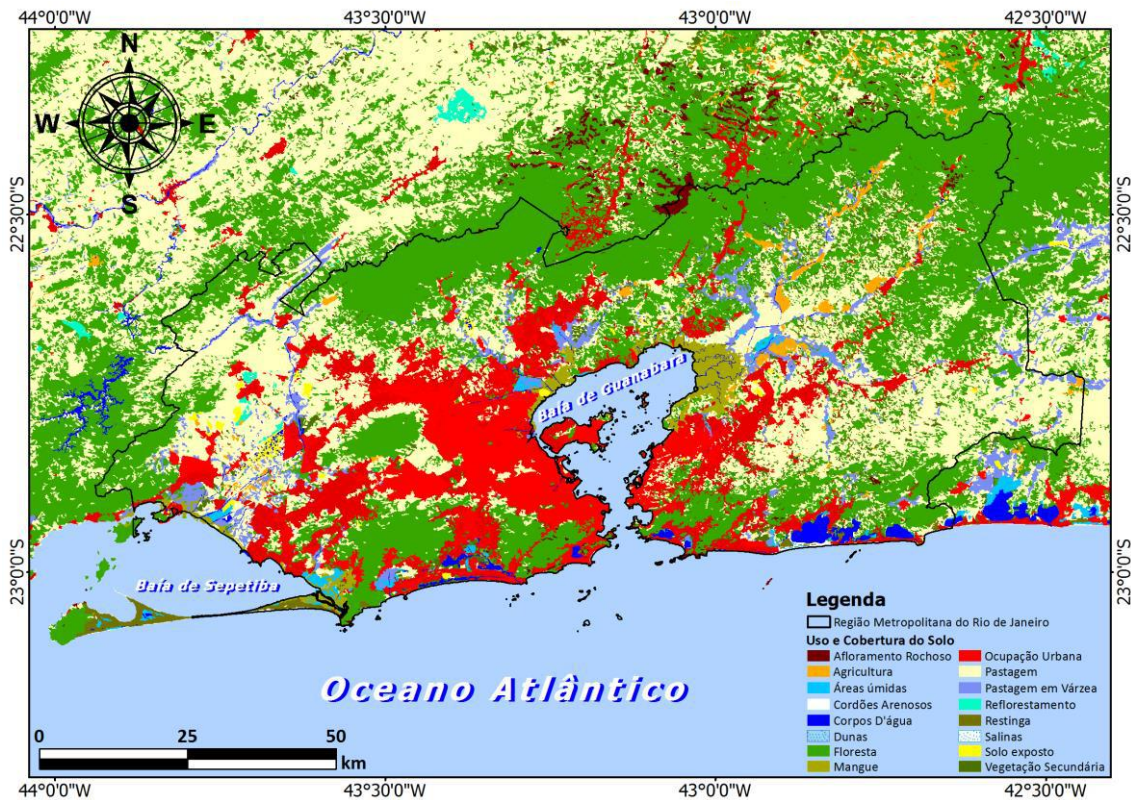 44°0'0"W 43°30'0"W 43°0'0"W 42°30'0"W
N
W E
S
22°30'0"S 22°30'0"S
Baía de Guanabara
23°0'0"S 23°0'0"S
Baía de Sepetiba
Oceano Atlântico
0 25 50
km
Legenda
Região Metropolitana do Rio de Janeiro
Uso e Cobertura do Solo
Afloramento Rochoso Ocupação Urbana
Agricultura Pastagem
Áreas úmidas Pastagem em Várzea
Cordões Arenosos Reflorestamento
Corpos D'água Restinga
Dunas Salinas
Floresta Solo exposto
Mangue Vegetação Secundária
44°0'0"W 43°30'0"W 43°0'0"W 42°30'0"W